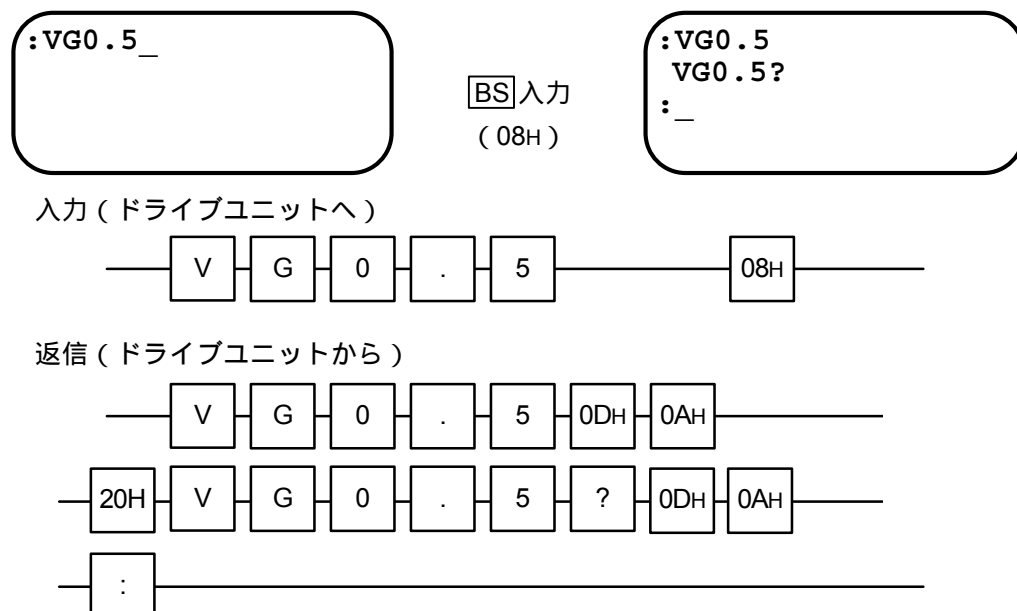 :VG0.5_
BS入力
(08H)
:VG0.5
VG0.5?
:_
入力(ドライブユニットへ)
V G 0 . 5 08H
返信(ドライブユニットから)
V G 0 . 5 0DH 0AH
20H V G 0 . 5 ? 0DH 0AH
: